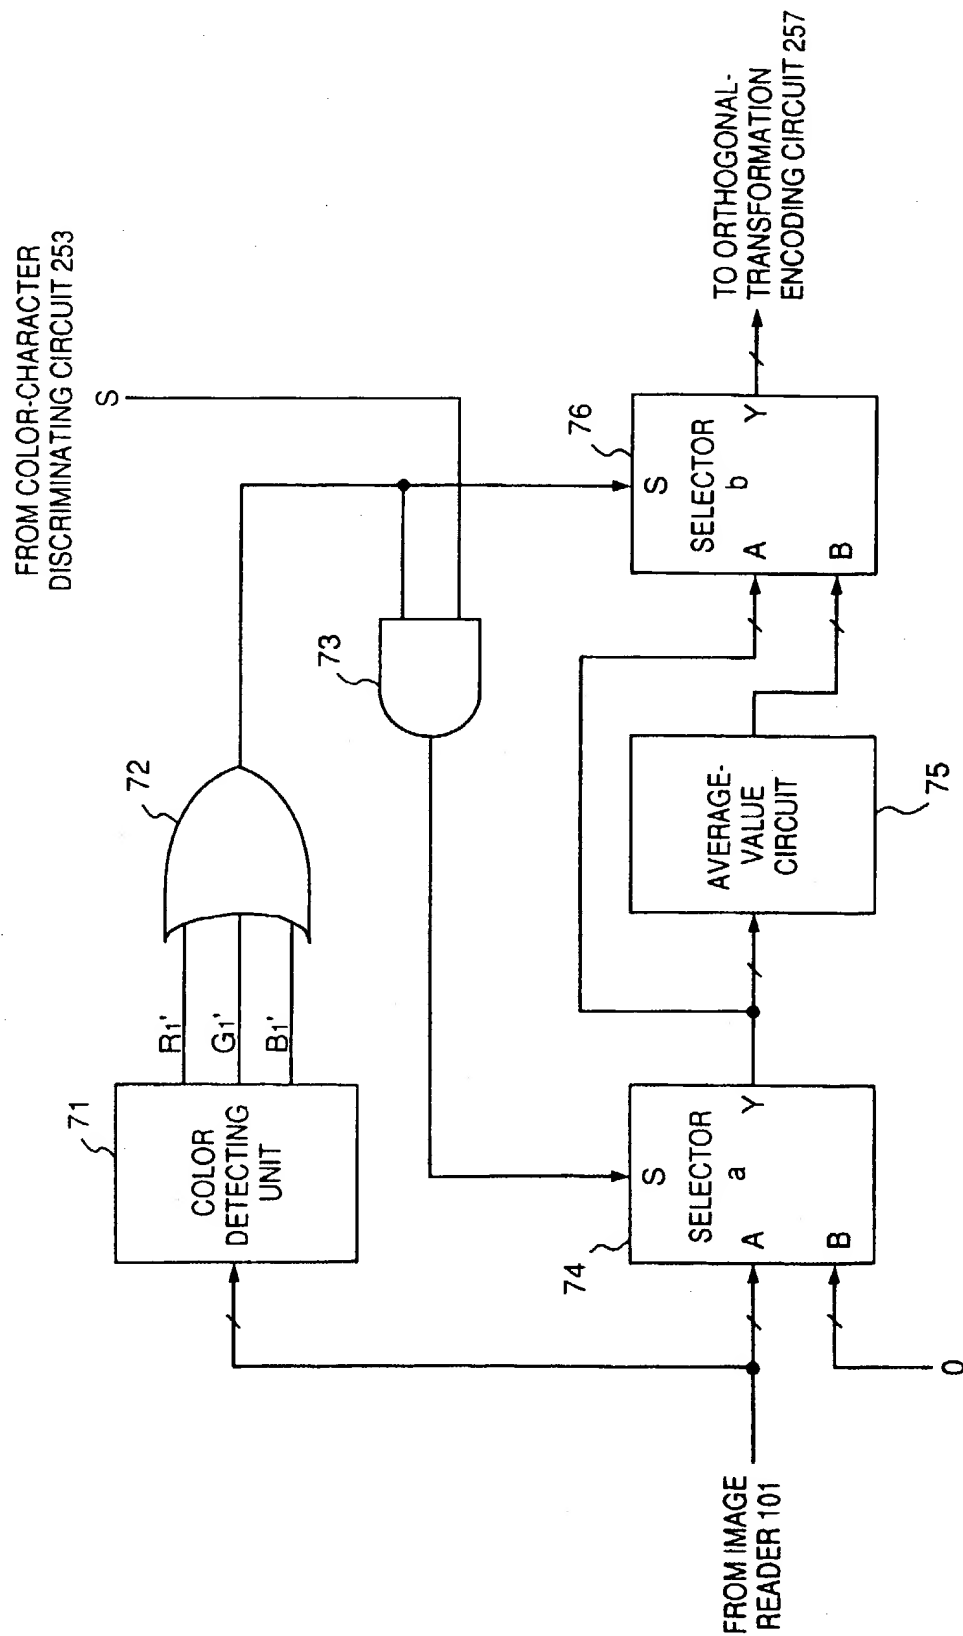 FROM COLOR-CHARACTER
DISCRIMINATING CIRCUIT 253
S
71
COLOR
DETECTING
UNIT
R1'
G1'
B1'
72
73
FROM IMAGE
READER 101
0
74
SELECTOR
a
S
A
B
Y
AVERAGE-
VALUE
CIRCUIT
75
76
SELECTOR
b
S
A
B
Y
TO ORTHOGONAL-
TRANSFORMATION
ENCODING CIRCUIT 257